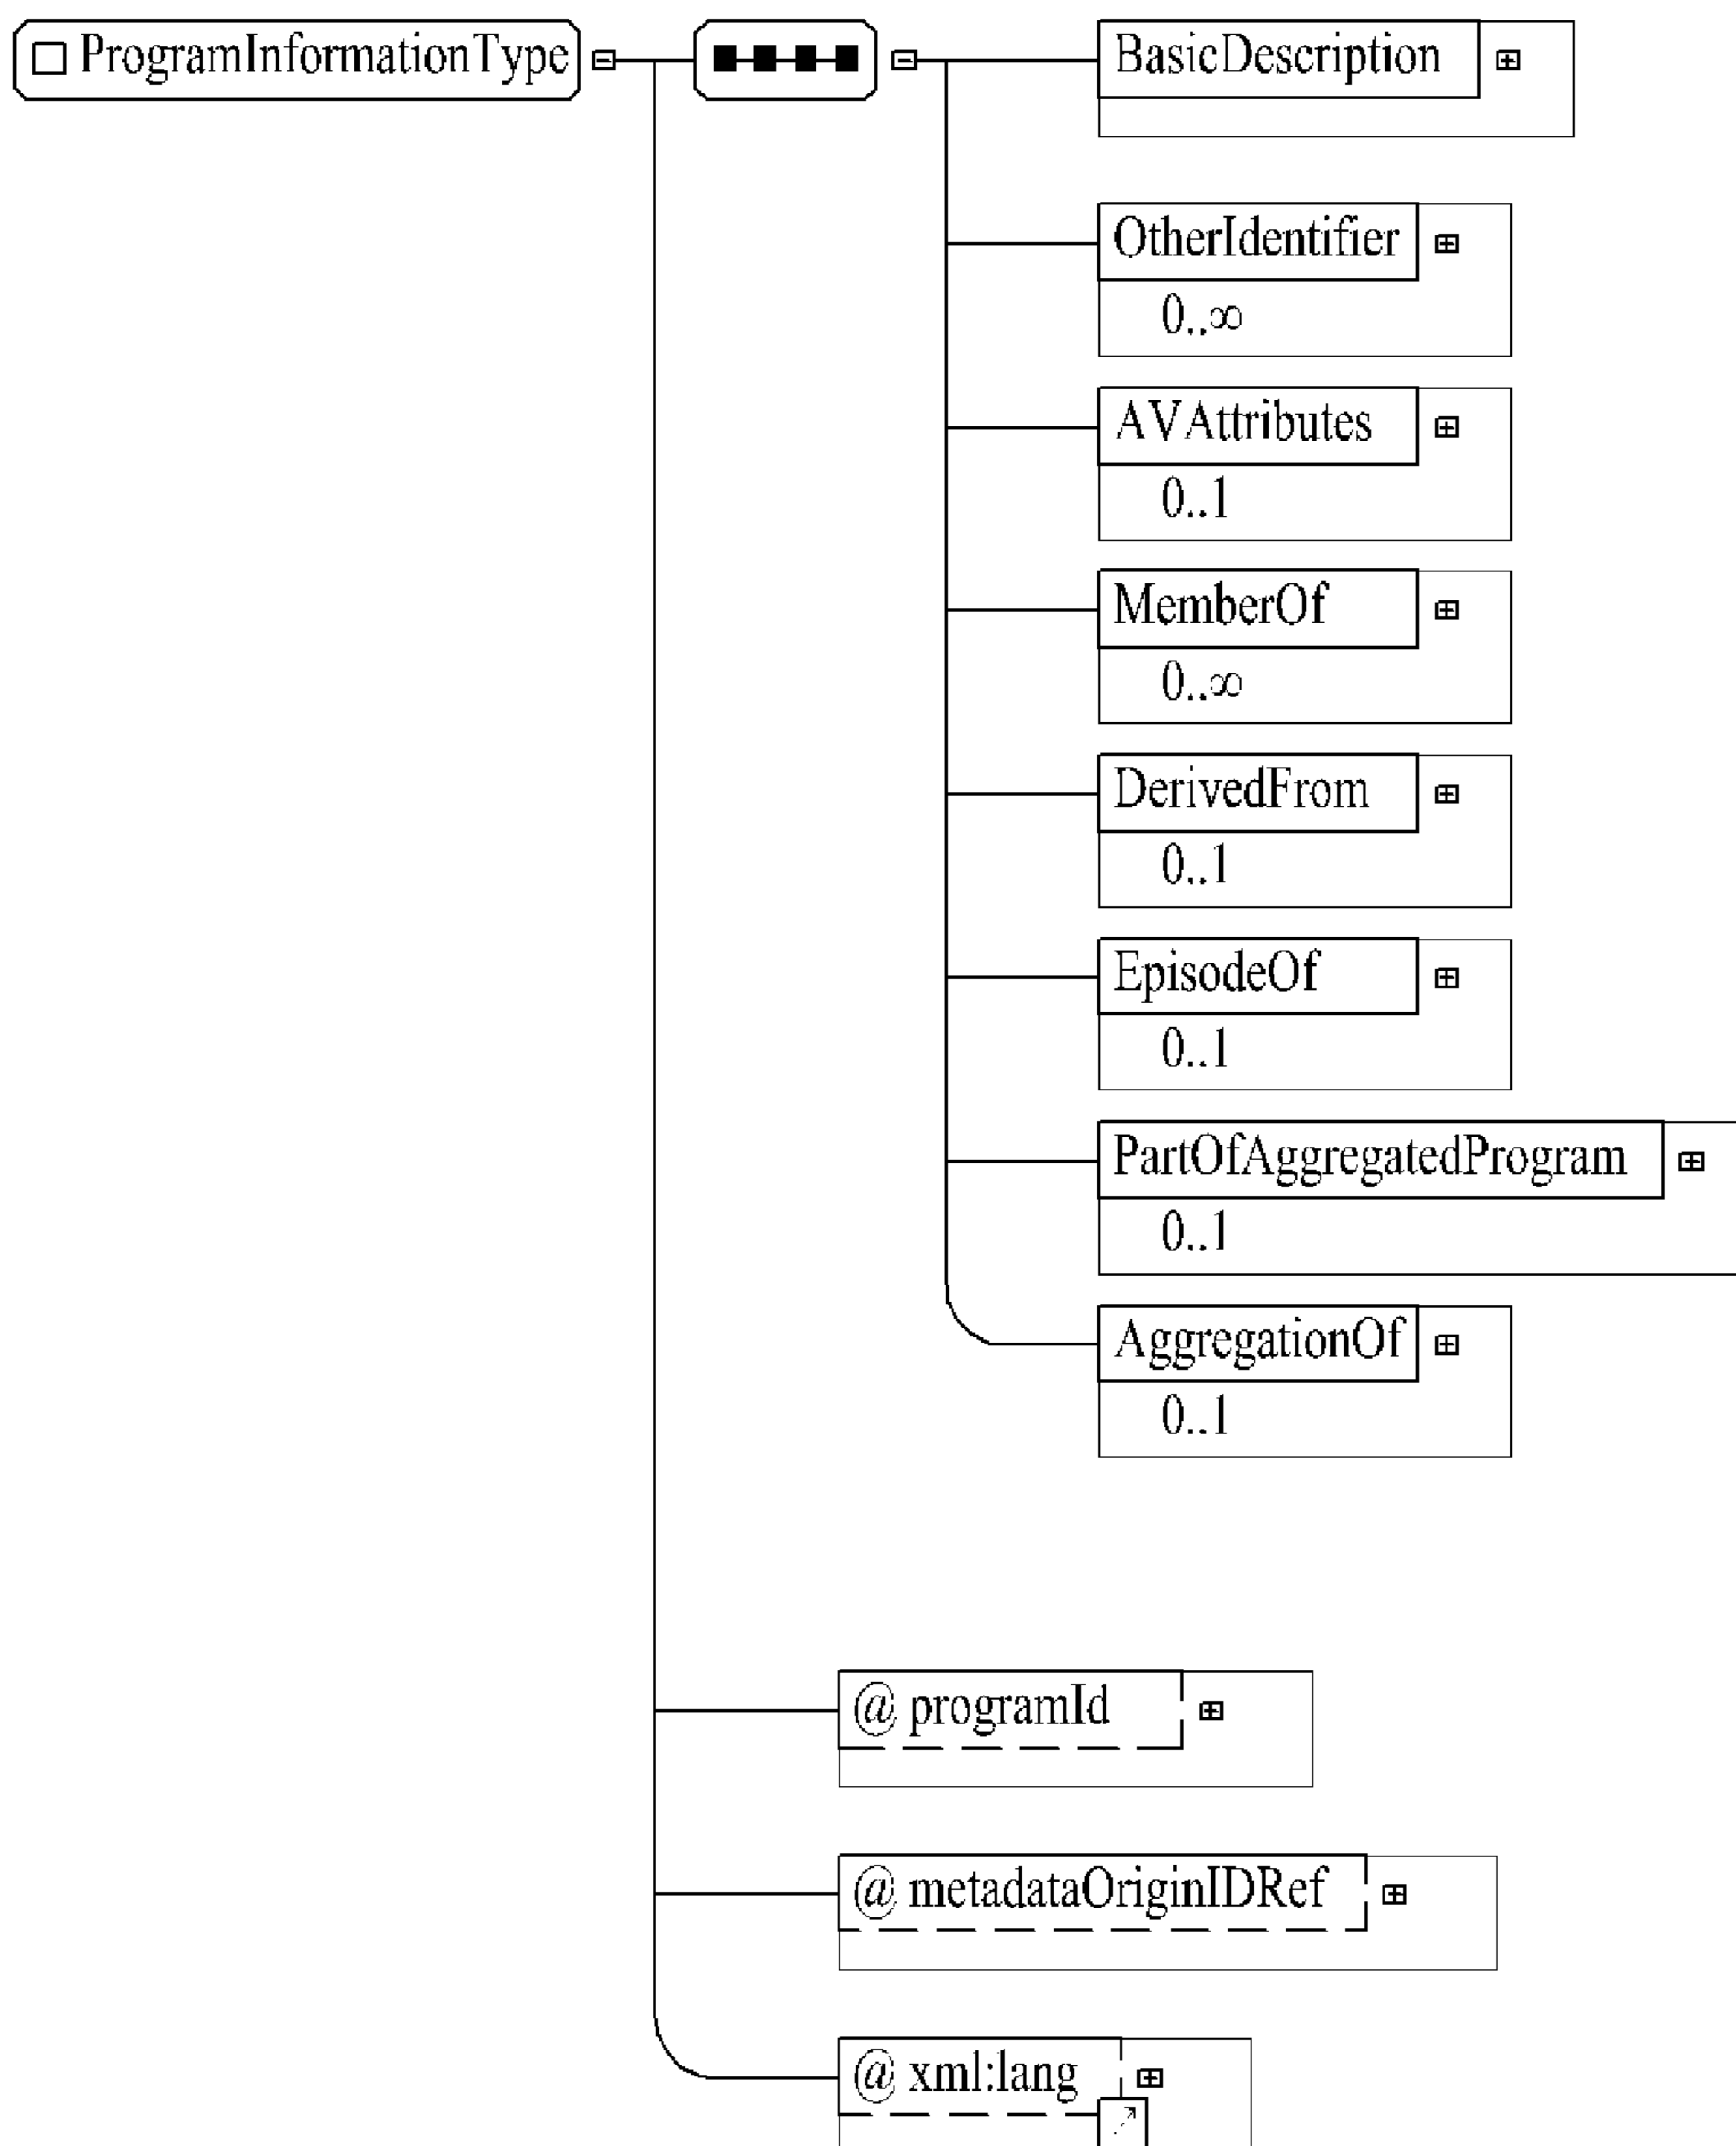 ProgramInformationType
BasicDescription
OtherIdentifier
0..∞
AVAttributes
0..1
MemberOf
0..∞
DerivedFrom
0..1
EpisodeOf
0..1
PartOfAggregatedProgram
0..1
AggregationOf
0..1
@ programId
@ metadataOriginIDRef
@ xml:lang